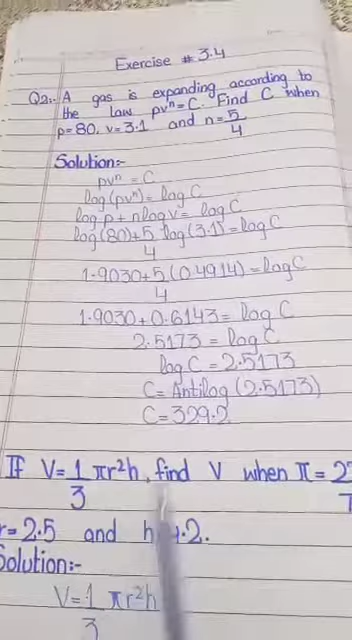 Exercise # 3.4
Q2:- A gas is expanding according to
the law pvⁿ=C. Find C when
p=80, v=3.1 and n=5/4
Solution:-
pvⁿ = C
log(pvⁿ) = log C
log p + n log v = log C
log(80)+5/4 log(3.1)=log C
1.9030+5/4(0.4914)=log C
1.9030+0.6143= log C
2.5173 = log C
log C = 2.5173
C= Antilog (2.5173)
C=329.2
If V=1/3 πr²h, find V when π=
r=2.5 and h .2.
Solution:-
V=1/3 πr²h